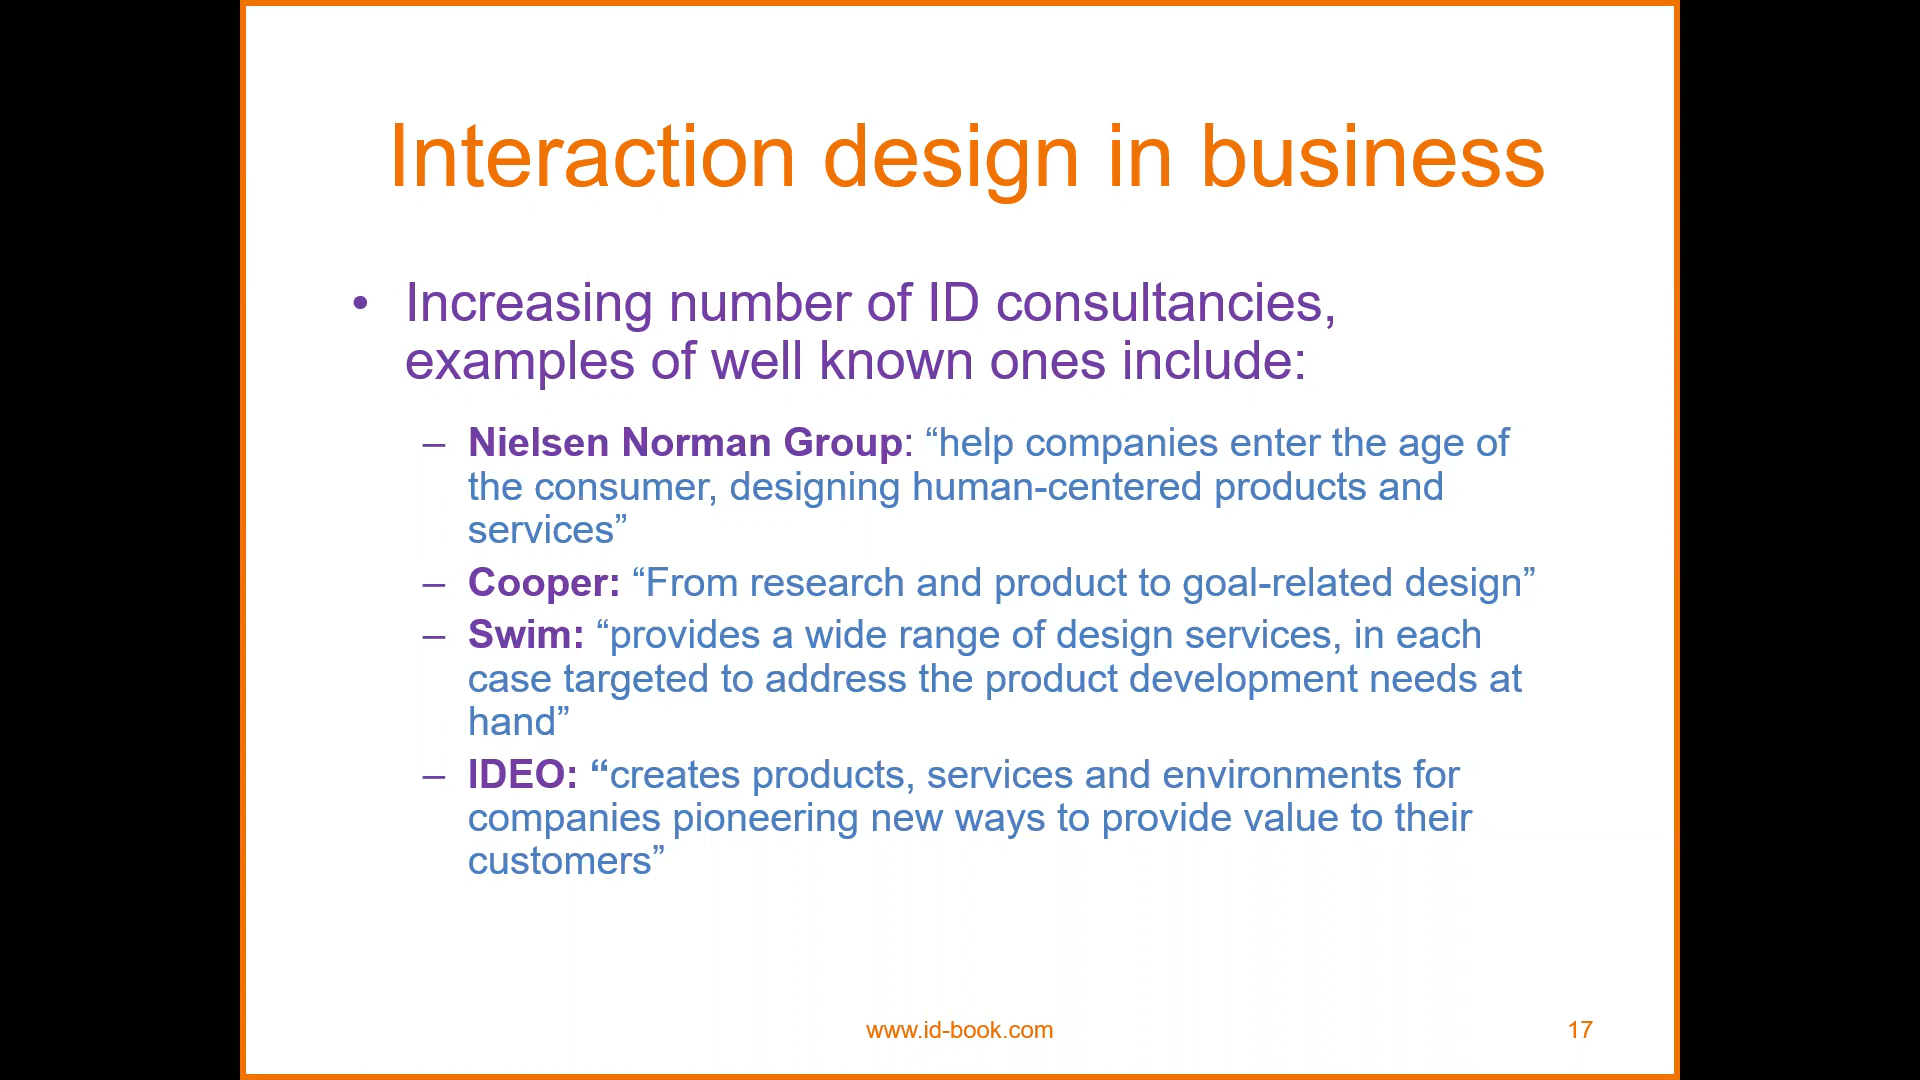 Interaction design in business
• Increasing number of ID consultancies,
examples of well known ones include:
– Nielsen Norman Group: “help companies enter the age of
the consumer, designing human-centered products and
services”
– Cooper: “From research and product to goal-related design”
– Swim: “provides a wide range of design services, in each
case targeted to address the product development needs at
hand”
– IDEO: “creates products, services and environments for
companies pioneering new ways to provide value to their
customers”
www.id-book.com
17